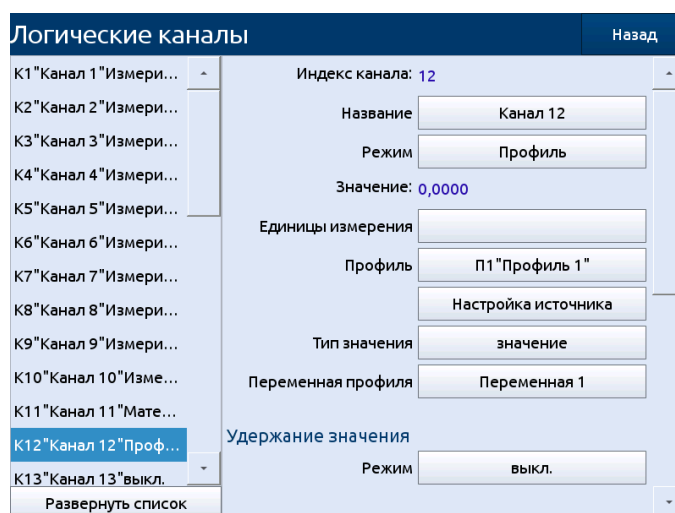 Логические каналы
Назад
К1"Канал 1"Измери...
К2"Канал 2"Измери...
К3"Канал 3"Измери...
К4"Канал 4"Измери...
К5"Канал 5"Измери...
К6"Канал 6"Измери...
К7"Канал 7"Измери...
К8"Канал 8"Измери...
К9"Канал 9"Измери...
К10"Канал 10"Изме...
К11"Канал 11"Мате...
К12"Канал 12"Проф...
К13"Канал 13"выкл.
Развернуть список
Индекс канала: 12
Название Канал 12
Режим Профиль
Значение: 0,0000
Единицы измерения
Профиль П1"Профиль 1"
Настройка источника
Тип значения значение
Переменная профиля Переменная 1
Удержание значения
Режим выкл.